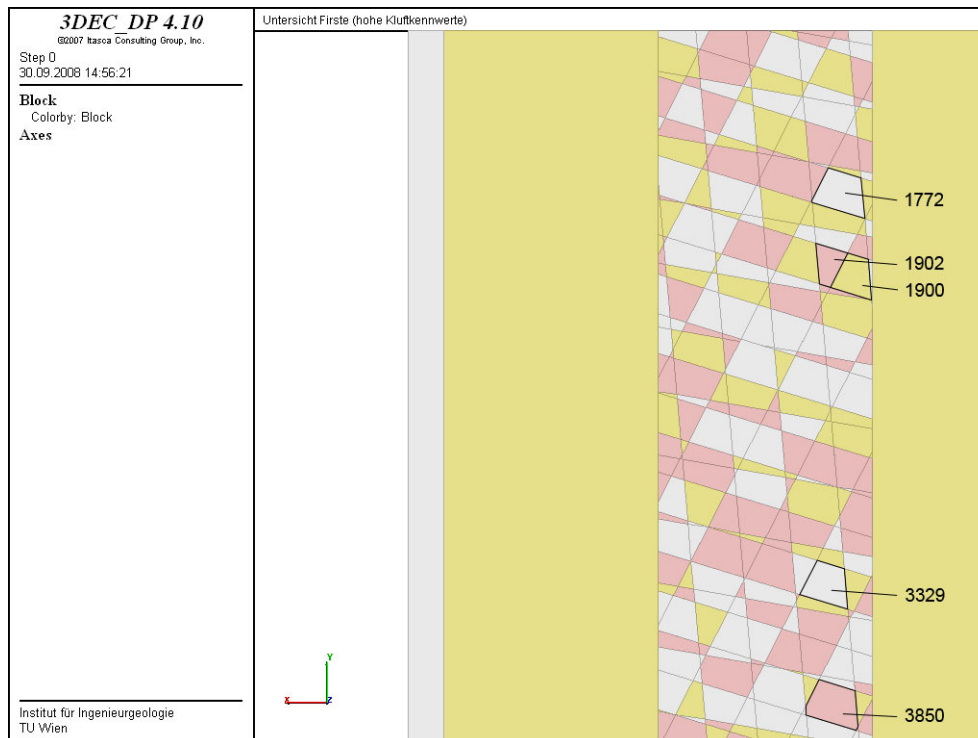 3DEC_DP 4.10
©2007 Itasca Consulting Group, Inc.
Step 0
30.09.2008 14:56:21
Block
Colorby: Block
Axes
Untersicht Firste (hohe Kluftkennwerte)
1772
1902
1900
3329
3850
Y
X
Z
Institut für Ingenieurgeologie
TU Wien